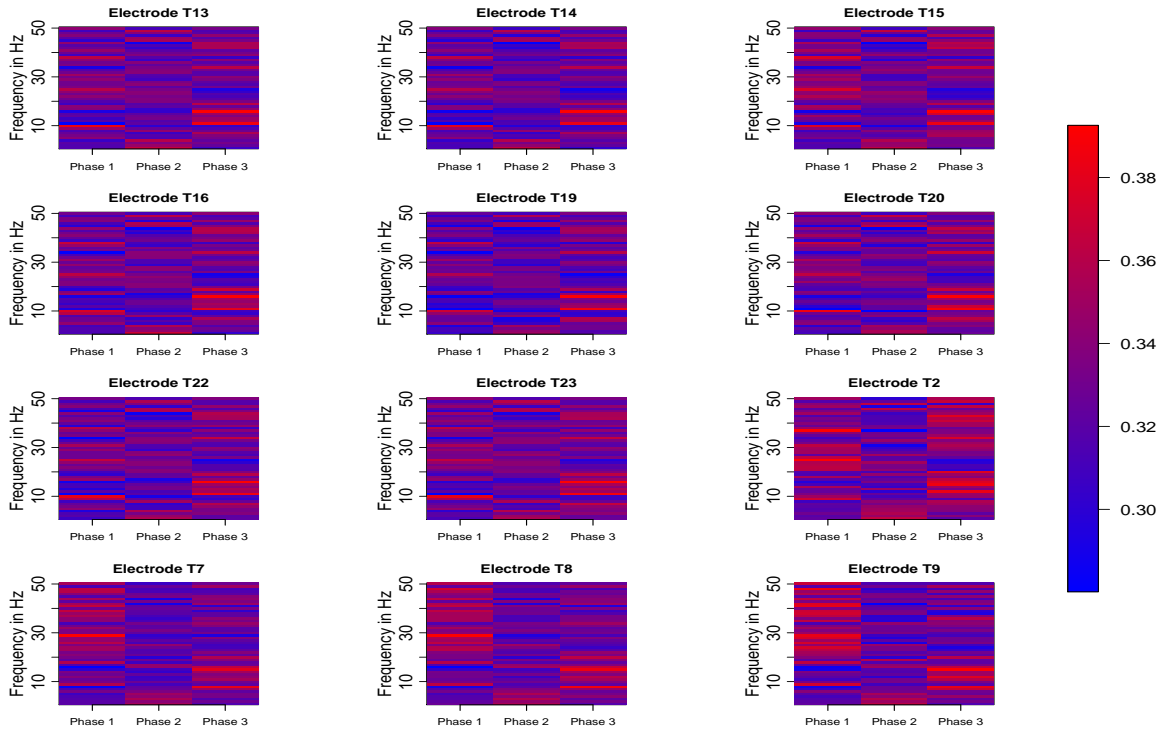 Electrode T13
Frequency in Hz
50
30
10
Phase 1 Phase 2 Phase 3
Electrode T14
Frequency in Hz
50
30
10
Phase 1 Phase 2 Phase 3
Electrode T15
Frequency in Hz
50
30
10
Phase 1 Phase 2 Phase 3
Electrode T16
Frequency in Hz
50
30
10
Phase 1 Phase 2 Phase 3
Electrode T19
Frequency in Hz
50
30
10
Phase 1 Phase 2 Phase 3
Electrode T20
Frequency in Hz
50
30
10
Phase 1 Phase 2 Phase 3
Electrode T22
Frequency in Hz
50
30
10
Phase 1 Phase 2 Phase 3
Electrode T23
Frequency in Hz
50
30
10
Phase 1 Phase 2 Phase 3
Electrode T2
Frequency in Hz
50
30
10
Phase 1 Phase 2 Phase 3
Electrode T7
Frequency in Hz
50
30
10
Phase 1 Phase 2 Phase 3
Electrode T8
Frequency in Hz
50
30
10
Phase 1 Phase 2 Phase 3
Electrode T9
Frequency in Hz
50
30
10
Phase 1 Phase 2 Phase 3
0.38
0.36
0.34
0.32
0.30